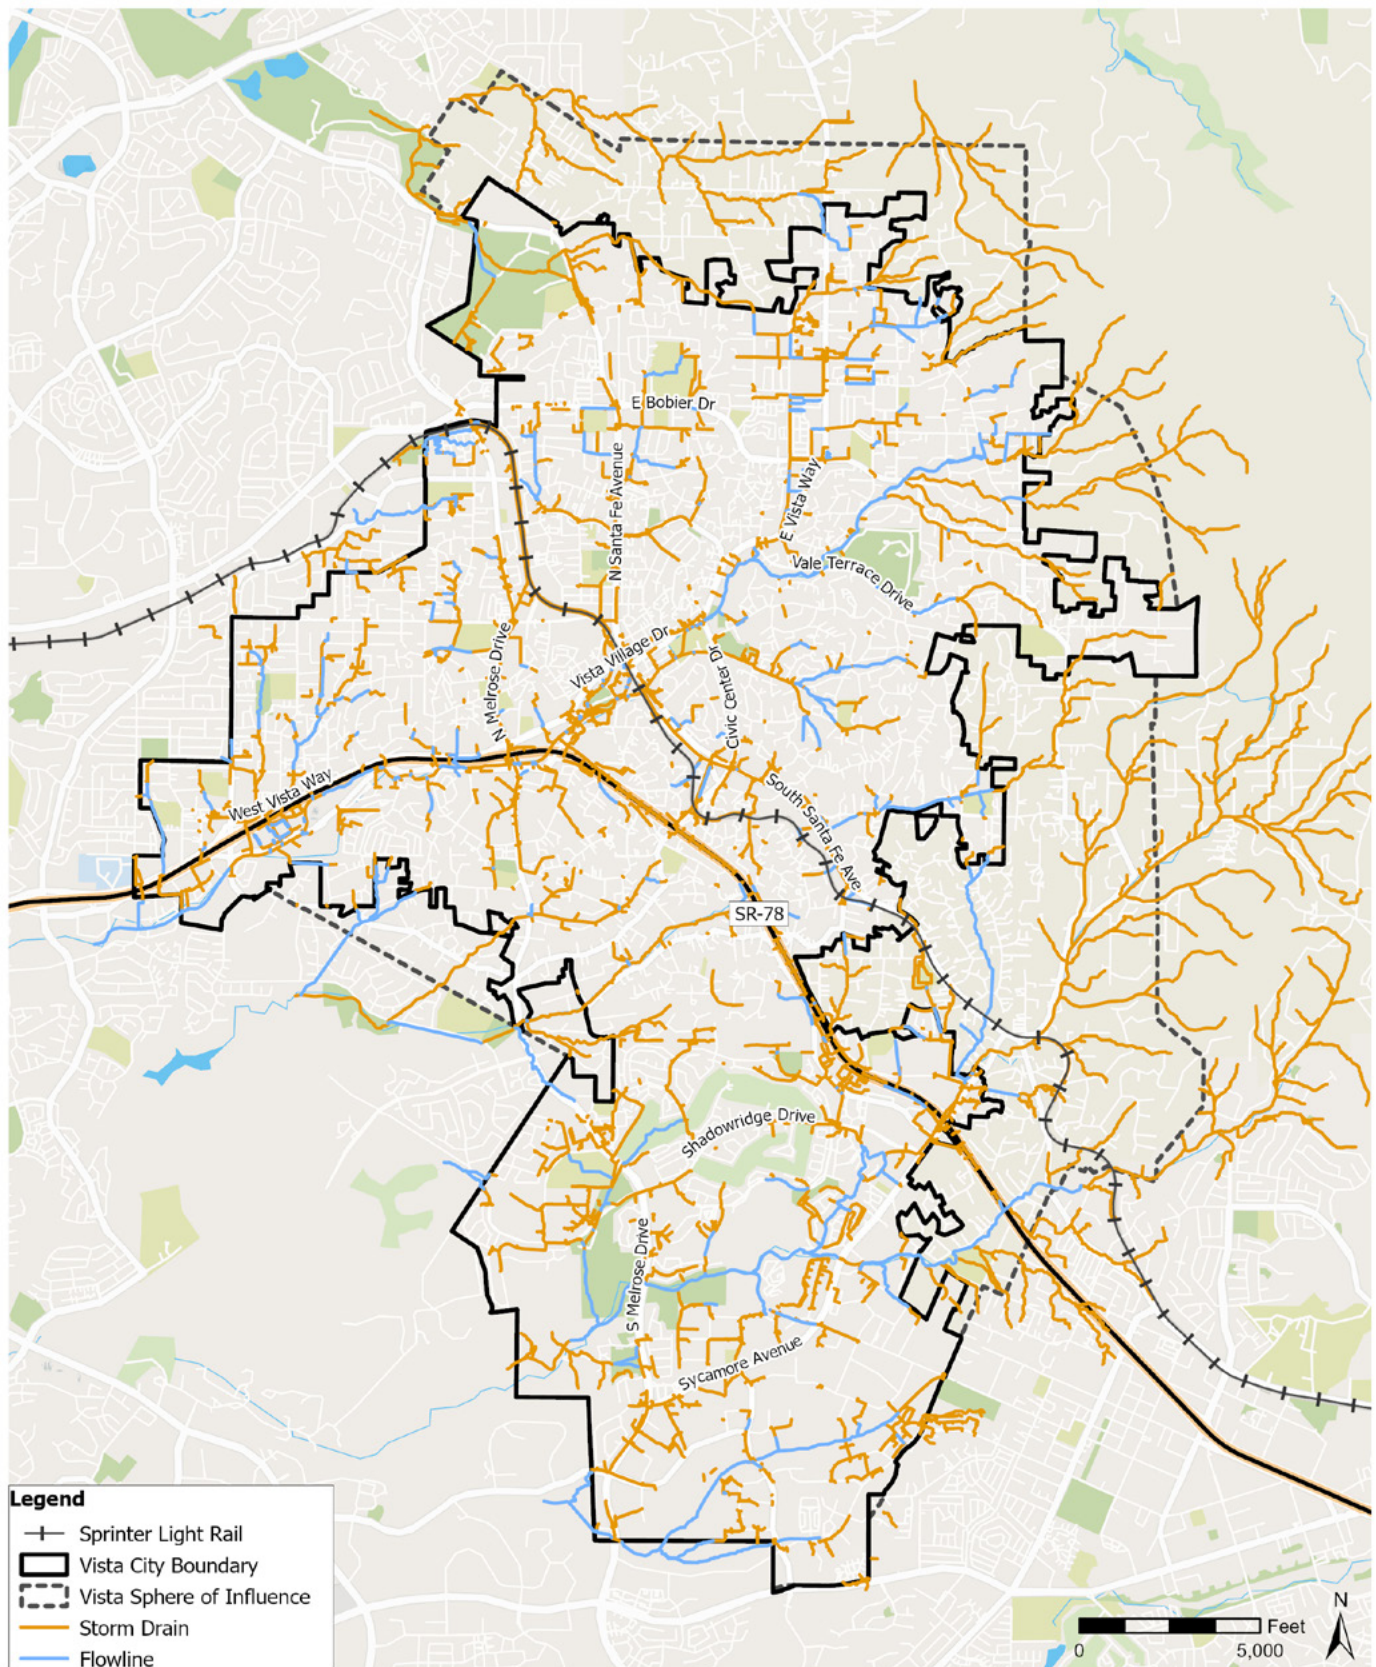 E Bobier Dr
N Santa Fe Avenue
E Vista Way
Vale Terrace Drive
Vista Village Dr
N Melrose Drive
Civic Center Dr
South Santa Fe Ave
West Vista Way
SR-78
Shadowridge Drive
S Melrose Drive
Sycamore Avenue
Legend
Sprinter Light Rail
Vista City Boundary
Vista Sphere of Influence
Storm Drain
Flowline
N
Feet
0 5,000